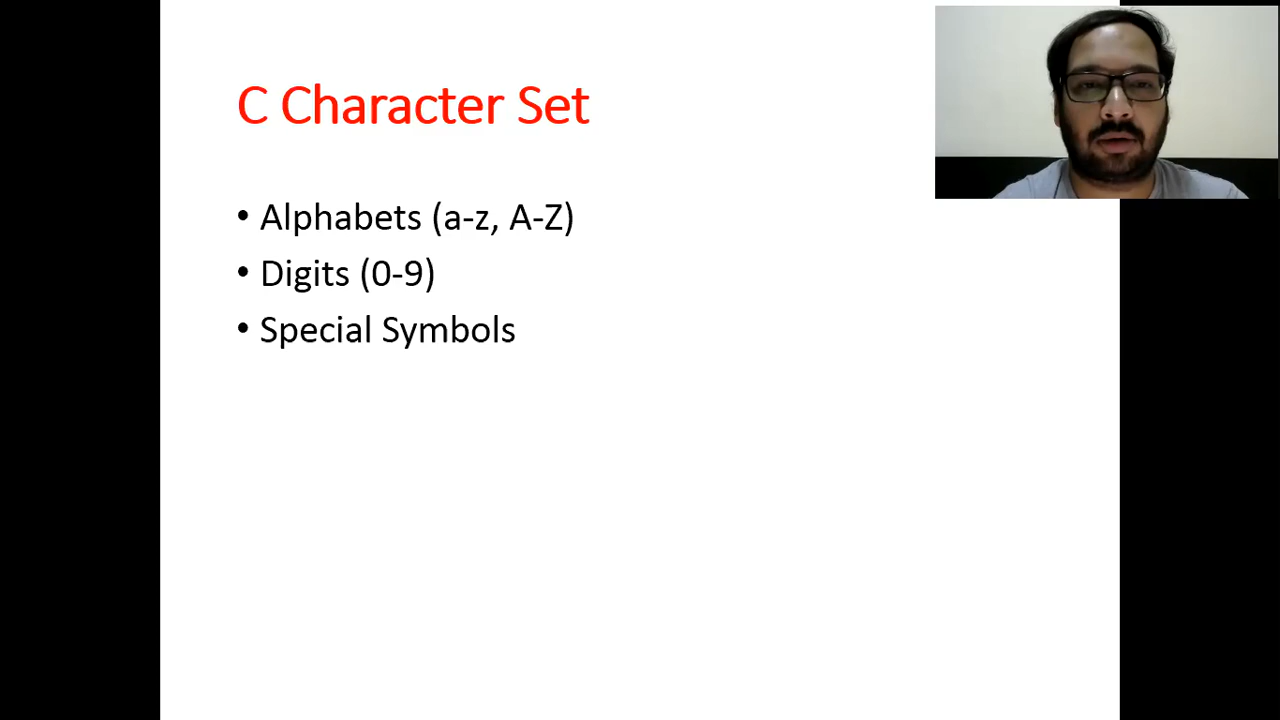 C Character Set
• Alphabets (a-z, A-Z)
• Digits (0-9)
• Special Symbols